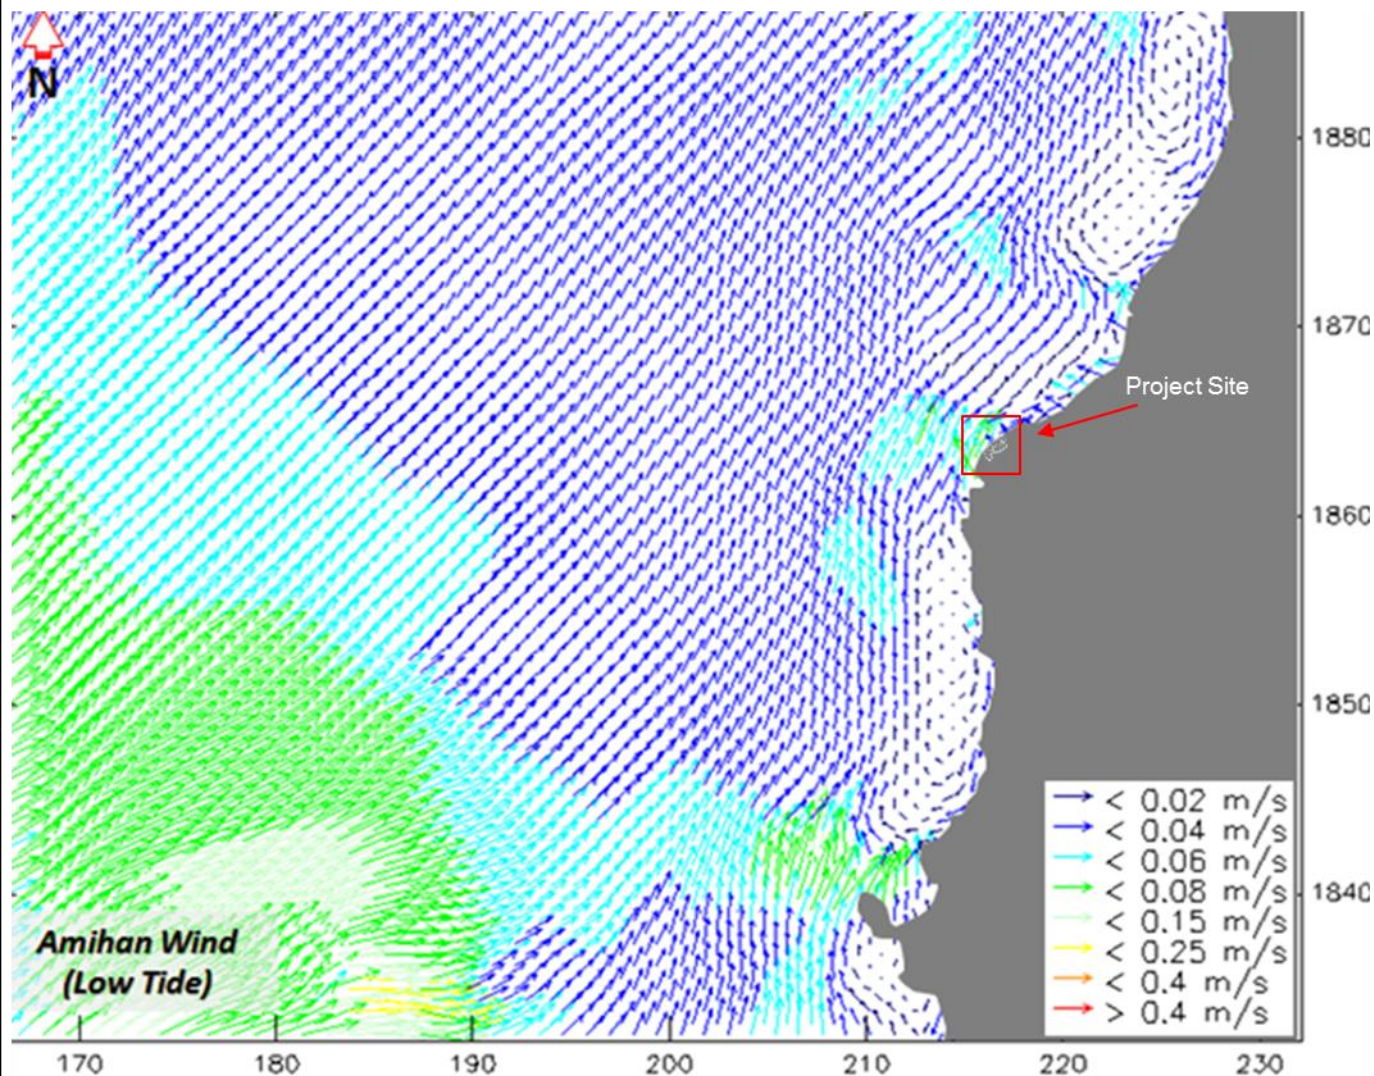 N
1880
1870
Project Site
1860
1850
< 0.02 m/s
< 0.04 m/s
< 0.06 m/s
< 0.08 m/s
< 0.15 m/s
< 0.25 m/s
< 0.4 m/s
> 0.4 m/s
1840
Amihan Wind
(Low Tide)
170 180 190 200 210 220 230